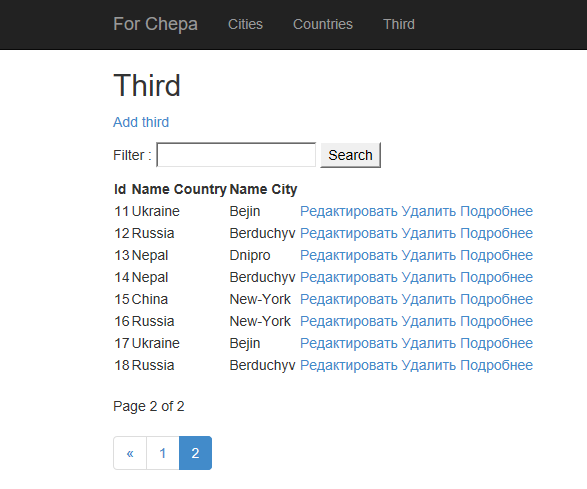 For Chepa Cities Countries Third
Third
Add third
Filter : Search
Id Name Country Name City
11 Ukraine Bejin Редактировать Удалить Подробнее
12 Russia Berduchyv Редактировать Удалить Подробнее
13 Nepal Dnipro Редактировать Удалить Подробнее
14 Nepal Berduchyv Редактировать Удалить Подробнее
15 China New-York Редактировать Удалить Подробнее
16 Russia New-York Редактировать Удалить Подробнее
17 Ukraine Bejin Редактировать Удалить Подробнее
18 Russia Berduchyv Редактировать Удалить Подробнее
Page 2 of 2
« 1 2